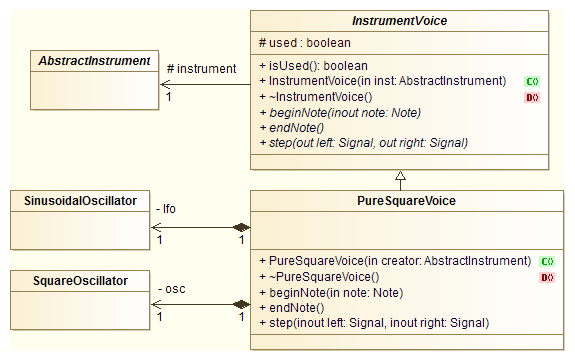 InstrumentVoice
# used : boolean
+ isUsed(): boolean
+ InstrumentVoice(in inst: AbstractInstrument) C()
+ ~InstrumentVoice() D()
+ beginNote(inout note: Note)
+ endNote()
+ step(out left: Signal, out right: Signal)
AbstractInstrument
# instrument
1
SinusoidalOscillator
- lfo
1
1
PureSquareVoice
+ PureSquareVoice(in creator: AbstractInstrument) C()
+ ~PureSquareVoice() D()
+ beginNote(in note: Note)
+ endNote()
+ step(inout left: Signal, inout right: Signal)
SquareOscillator
- osc
1
1